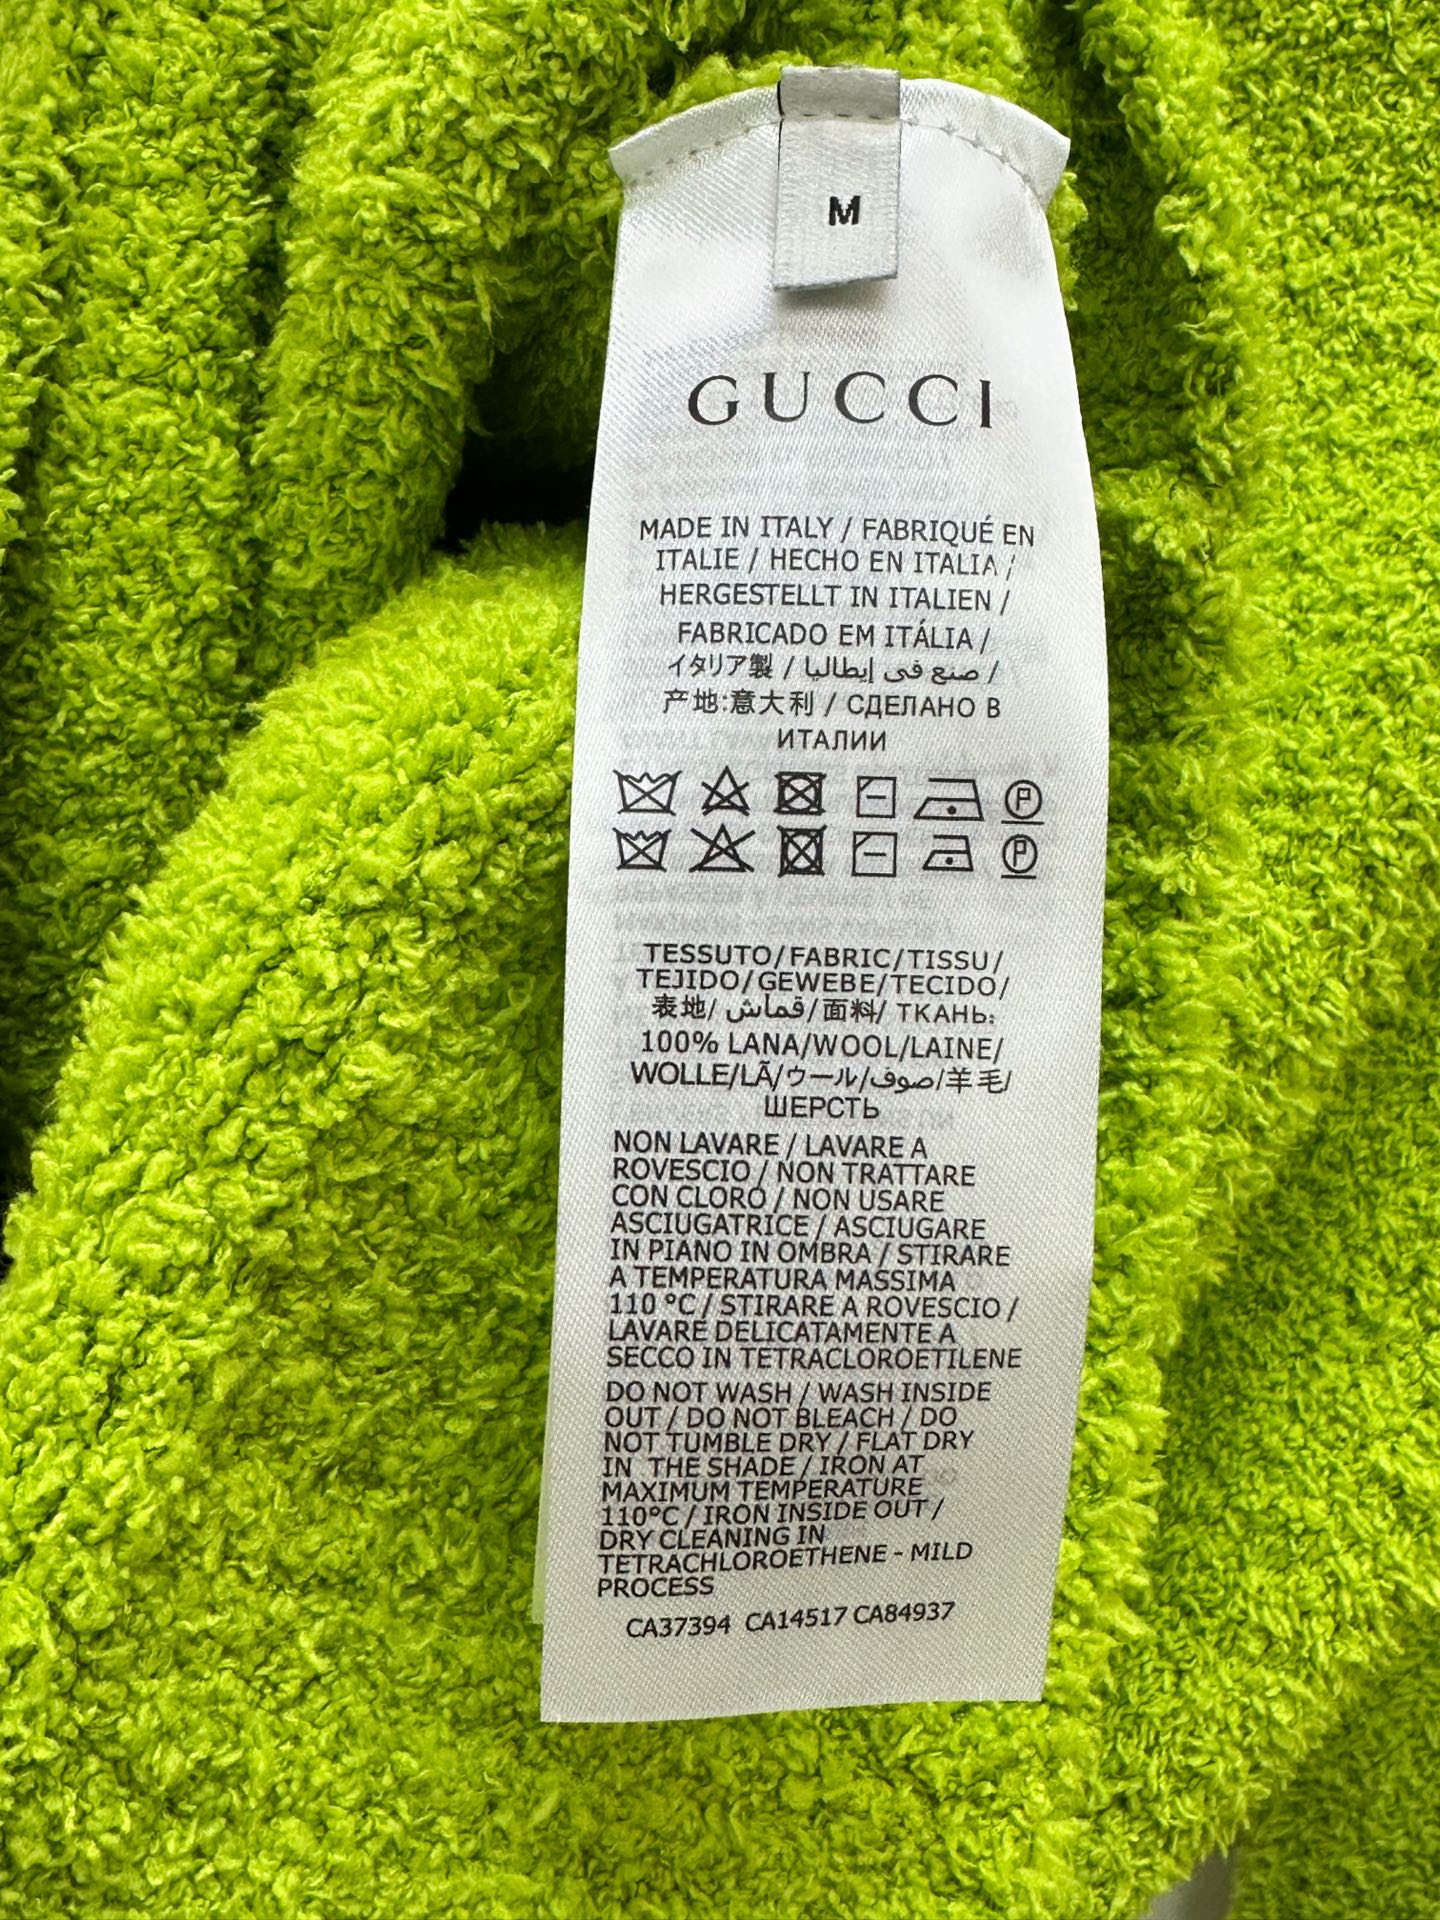 M
GUCCI
MADE IN ITALY / FABRIQUÉ EN
ITALIE / HECHO EN ITALIA /
HERGESTELLT IN ITALIEN /
FABRICADO EM ITÁLIA /
イタリア製 / صنع في إيطاليا /
产地:意大利 / СДЕЛАНО В
ИТАЛИИ
P
P
TESSUTO/FABRIC/TISSU/
TEJIDO/GEWEBE/TECIDO/
表地/ قماش/面料/ ТКАНЬ:
100% LANA/WOOL/LAINE/
WOLLE/LÃ/ウール/صوف/羊毛/
ШЕРСТЬ
NON LAVARE / LAVARE A
ROVESCIO / NON TRATTARE
CON CLORO / NON USARE
ASCIUGATRICE / ASCIUGARE
IN PIANO IN OMBRA / STIRARE
A TEMPERATURA MASSIMA
110 °C / STIRARE A ROVESCIO /
LAVARE DELICATAMENTE A
SECCO IN TETRACLOROETILENE
DO NOT WASH / WASH INSIDE
OUT / DO NOT BLEACH / DO
NOT TUMBLE DRY / FLAT DRY
IN THE SHADE / IRON AT
MAXIMUM TEMPERATURE
110°C / IRON INSIDE OUT /
DRY CLEANING IN
TETRACHLOROETHENE - MILD
PROCESS
CA37394 CA14517 CA84937